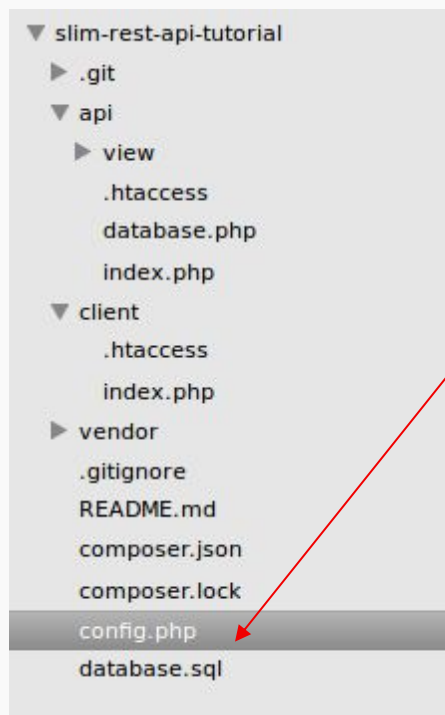 slim-rest-api-tutorial
.git
api
view
.htaccess
database.php
index.php
client
.htaccess
index.php
vendor
.gitignore
README.md
composer.json
composer.lock
config.php
database.sql